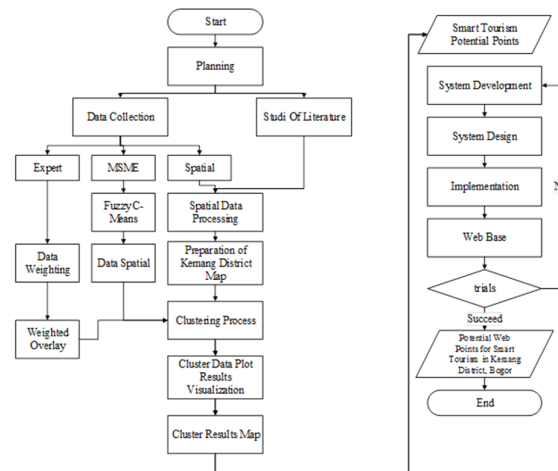 Start
Planning
Data Collection
Studi Of Literature
Expert
MSME
Spatial
Fuzzy C-
Means
Spatial Data
Processing
Data
Weighting
Data Spatial
Preparation of
Kemang District
Map
Weighted
Overlay
Clustering Process
Cluster Data Plot
Results
Visualization
Cluster Results Map
Smart Tourism
Potential Points
System Development
System Design
Implementation
N
Web Base
trials
Succeed
Potential Web
Points for Smart
Tourism in Kemang
District, Bogor
End